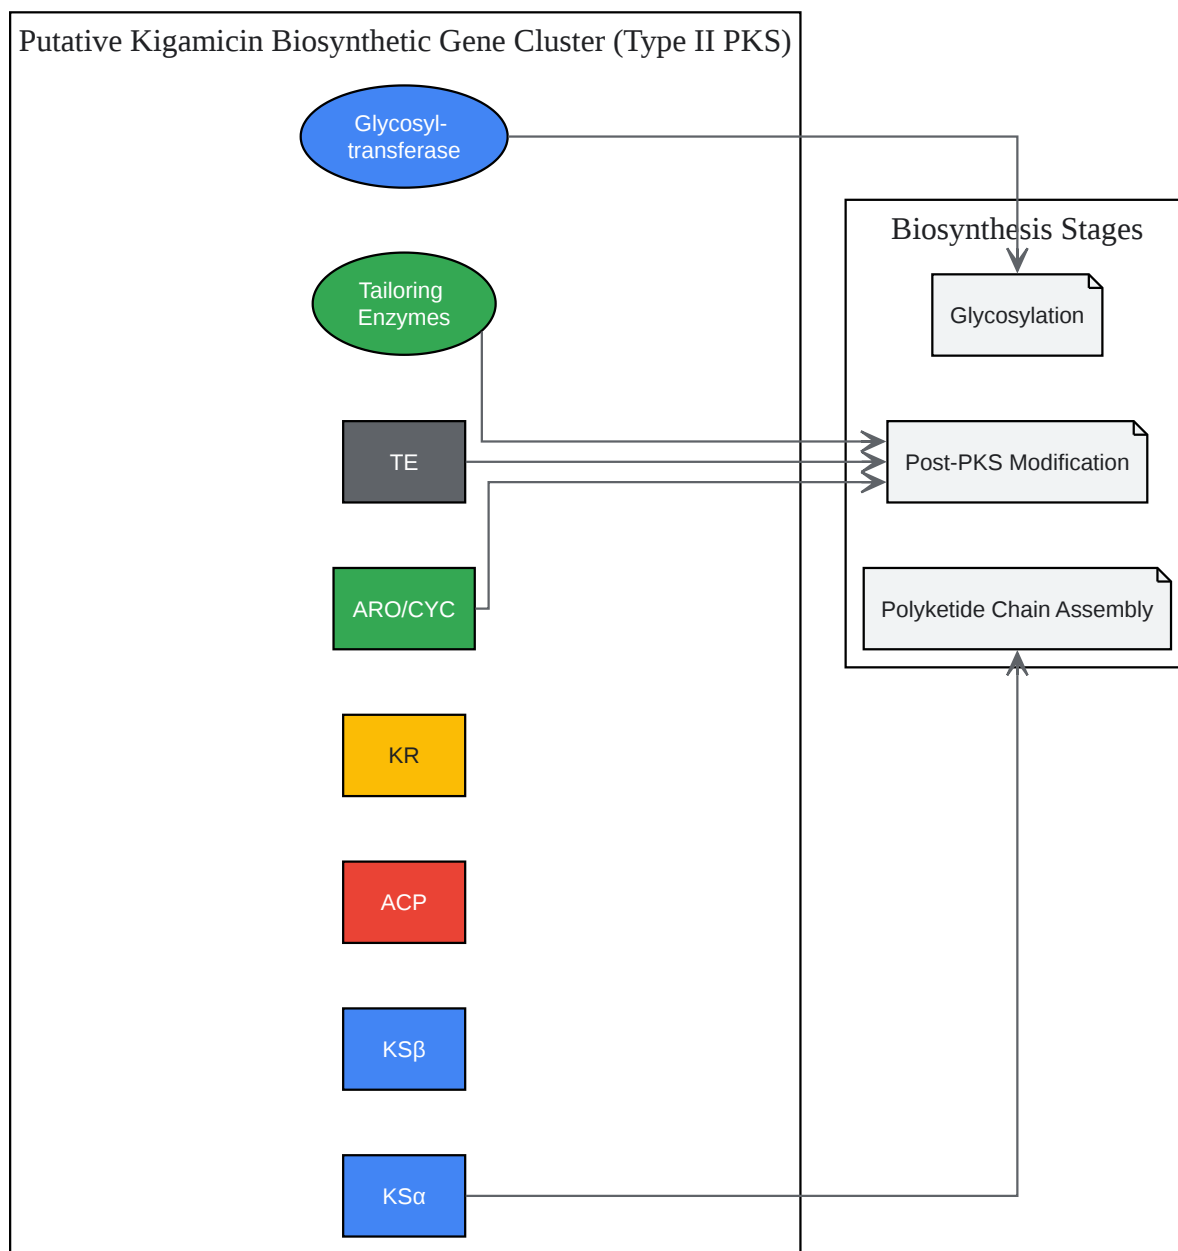 Putative Kigamicin Biosynthetic Gene Cluster (Type II PKS)
Glycosyl-
transferase
Tailoring
Enzymes
TE
ARO/CYC
KR
ACP
KSβ
KSα
Biosynthesis Stages
Glycosylation
Post-PKS Modification
Polyketide Chain Assembly